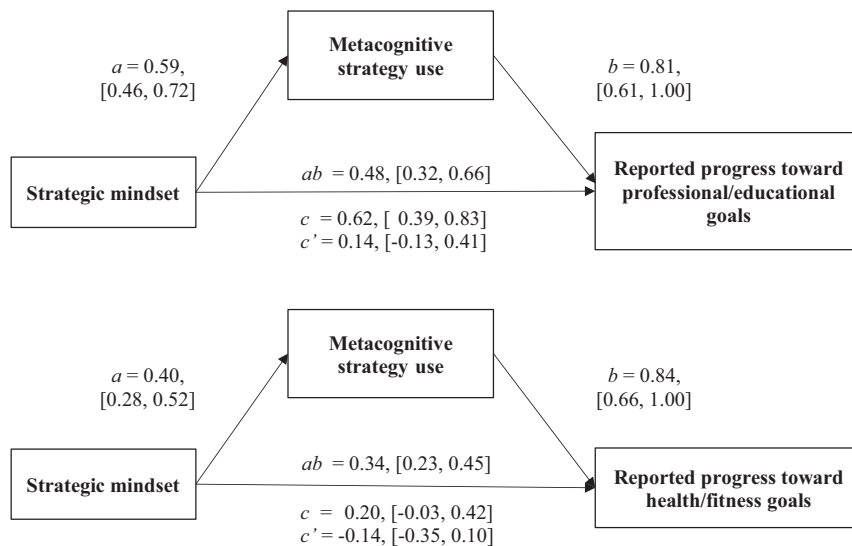 Metacognitive
strategy use
a = 0.59,
[0.46, 0.72]
b = 0.81,
[0.61, 1.00]
Strategic mindset
ab = 0.48, [0.32, 0.66]
c = 0.62, [ 0.39, 0.83]
c’ = 0.14, [-0.13, 0.41]
Reported progress toward
professional/educational
goals
Metacognitive
strategy use
a = 0.40,
[0.28, 0.52]
b = 0.84,
[0.66, 1.00]
Strategic mindset
ab = 0.34, [0.23, 0.45]
c = 0.20, [-0.03, 0.42]
c’ = -0.14, [-0.35, 0.10]
Reported progress toward
health/fitness goals